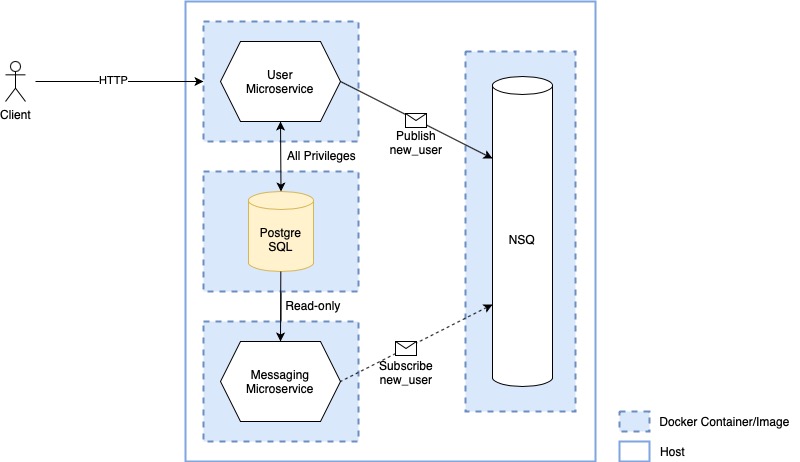 User
Microservice
HTTP
Client
Publish
new_user
All Privileges
Postgre
SQL
NSQ
Read-only
Messaging
Microservice
Subscribe
new_user
Docker Container/Image
Host